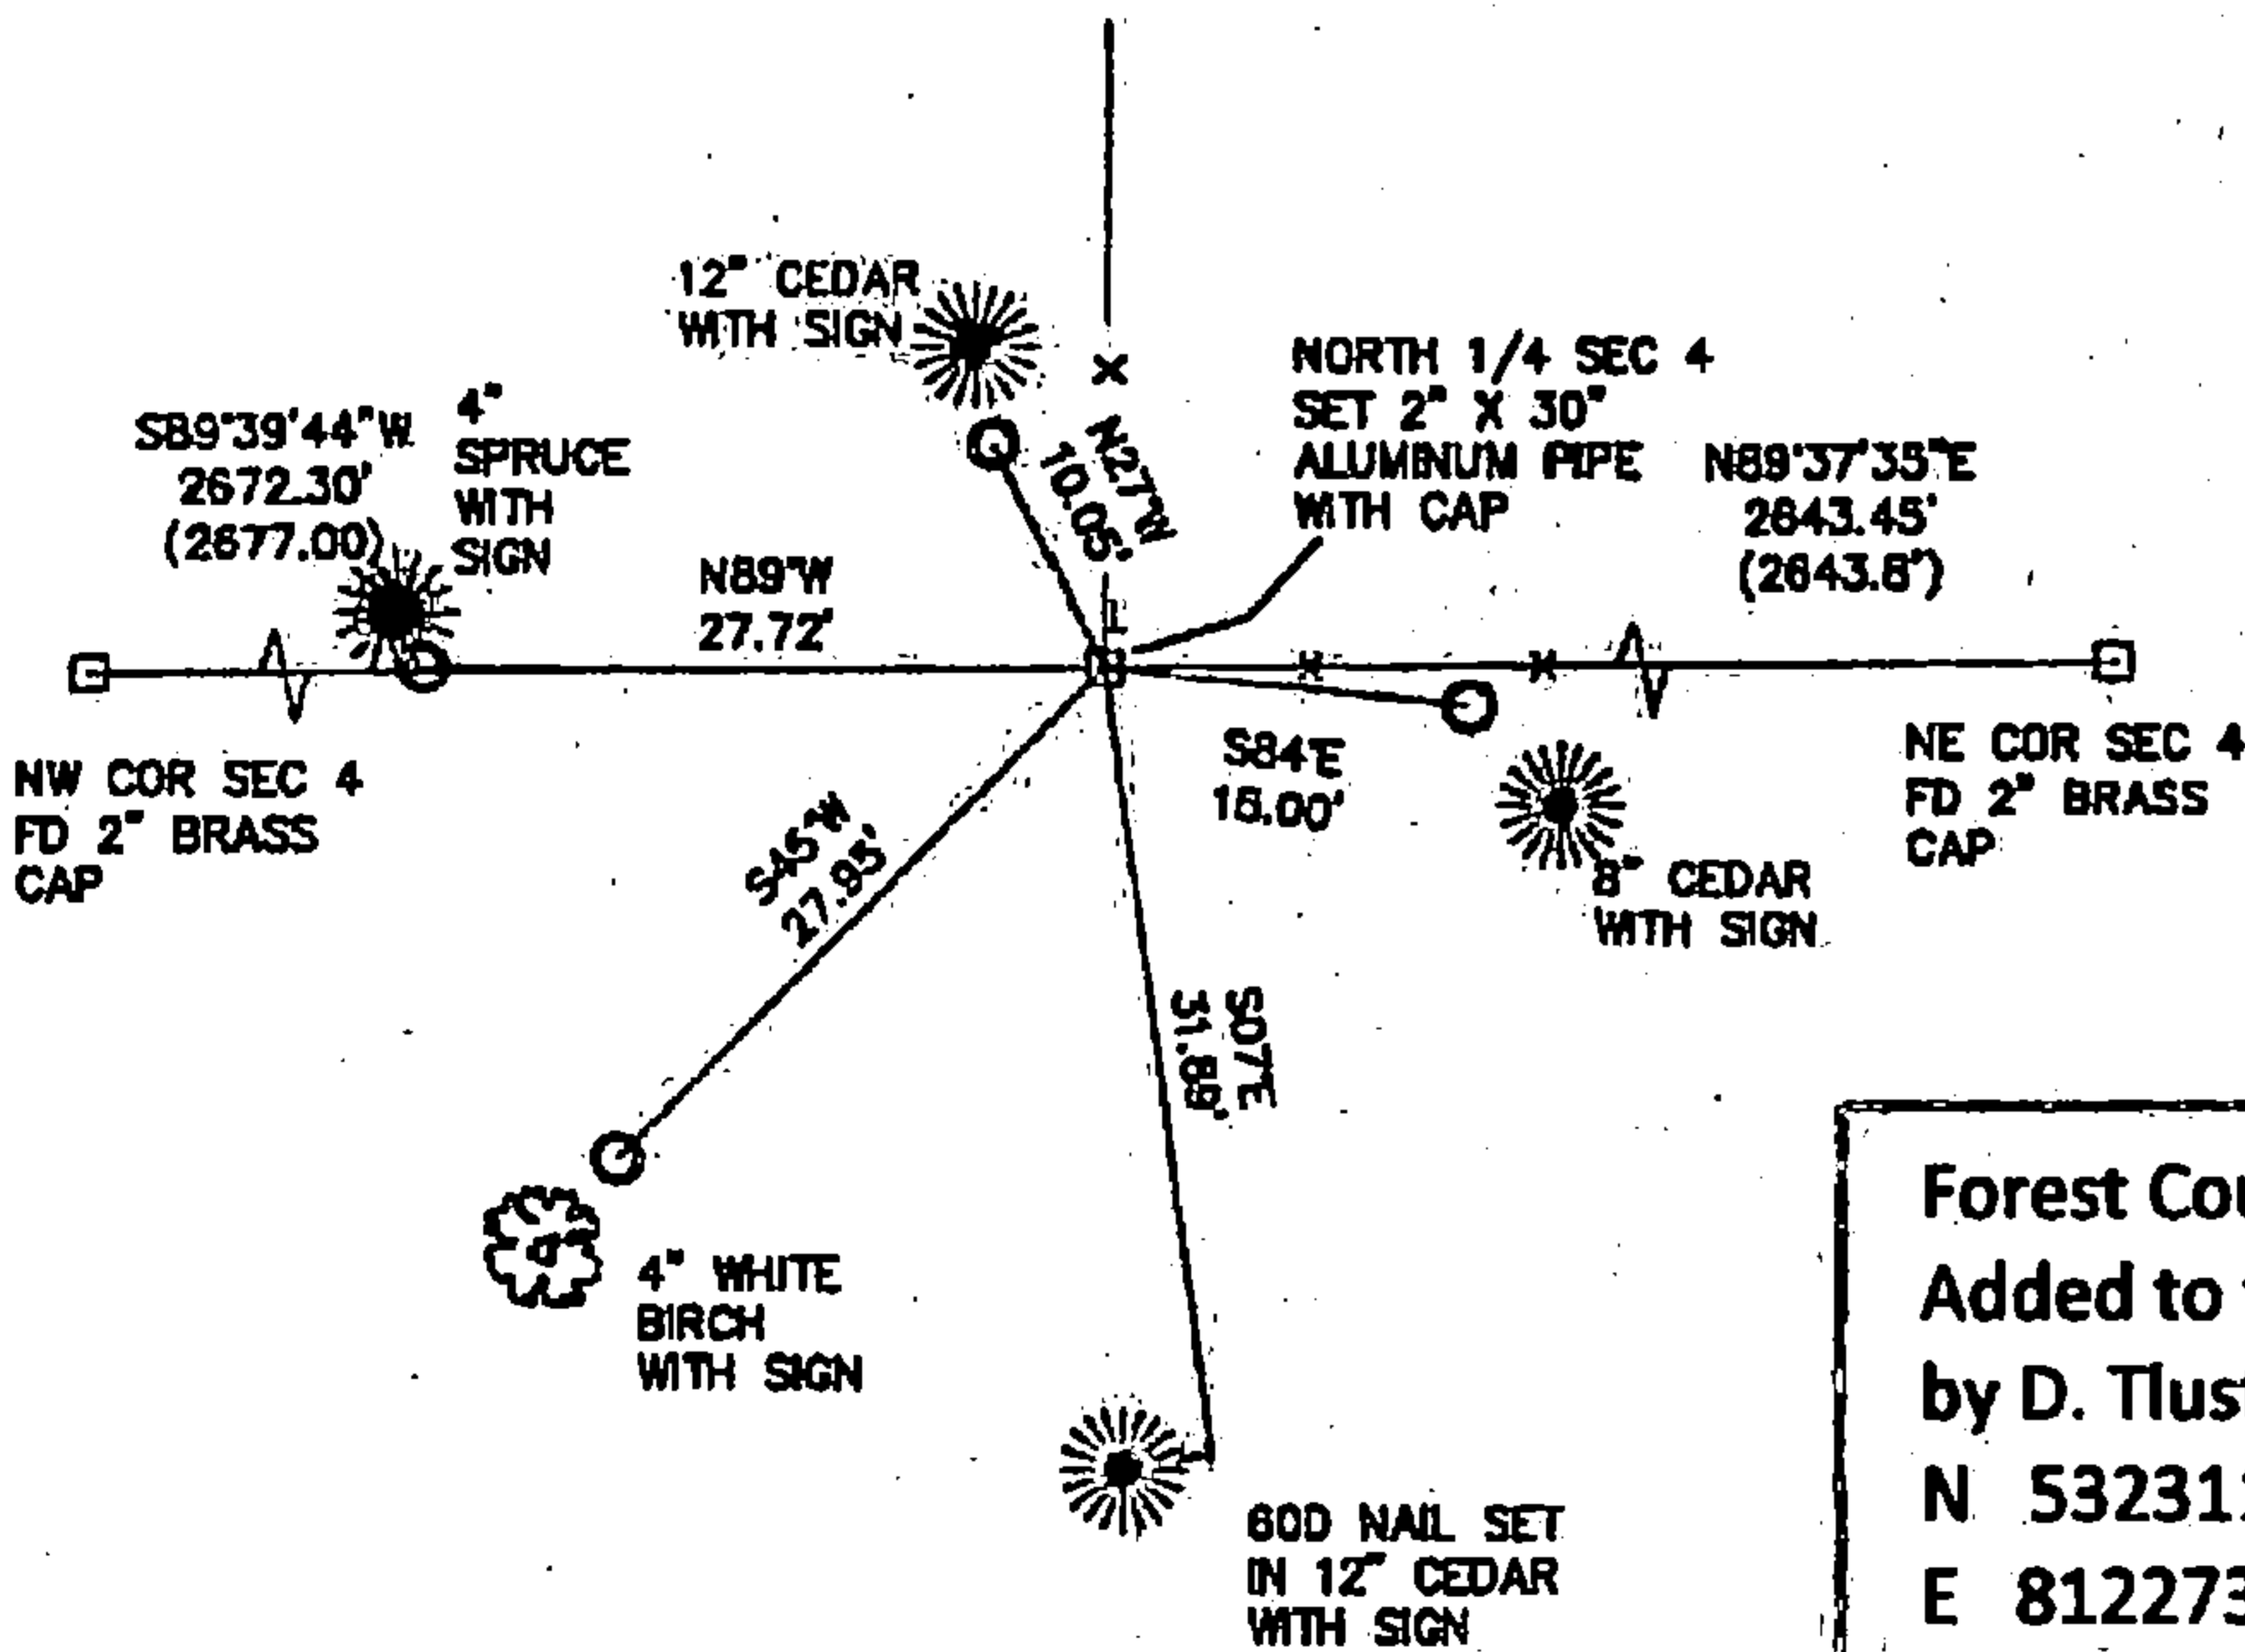 12" CEDAR
WITH SIGN
NORTH 1/4 SEC 4
SET 2" X 30"
ALUMINUM PIPE
WITH CAP
S89°39'44"W
2672.30'
(2677.00)
4"
SPRUCE
WITH
SIGN
N27°W
10.05'
N89°37'35"E
2643.45'
(2643.8')
N89°W
27.72'
NW COR SEC 4
FD 2" BRASS
CAP
S84°E
15.00'
NE COR SEC 4
FD 2" BRASS
CAP
S45°W
27.95'
8" CEDAR
WITH SIGN
S07°E
31.89'
4" WHITE
BIRCH
WITH SIGN
60D NAIL SET
IN 12" CEDAR
WITH SIGN
Forest Cou
Added to
by D. Tlust
N 53231
E 812273